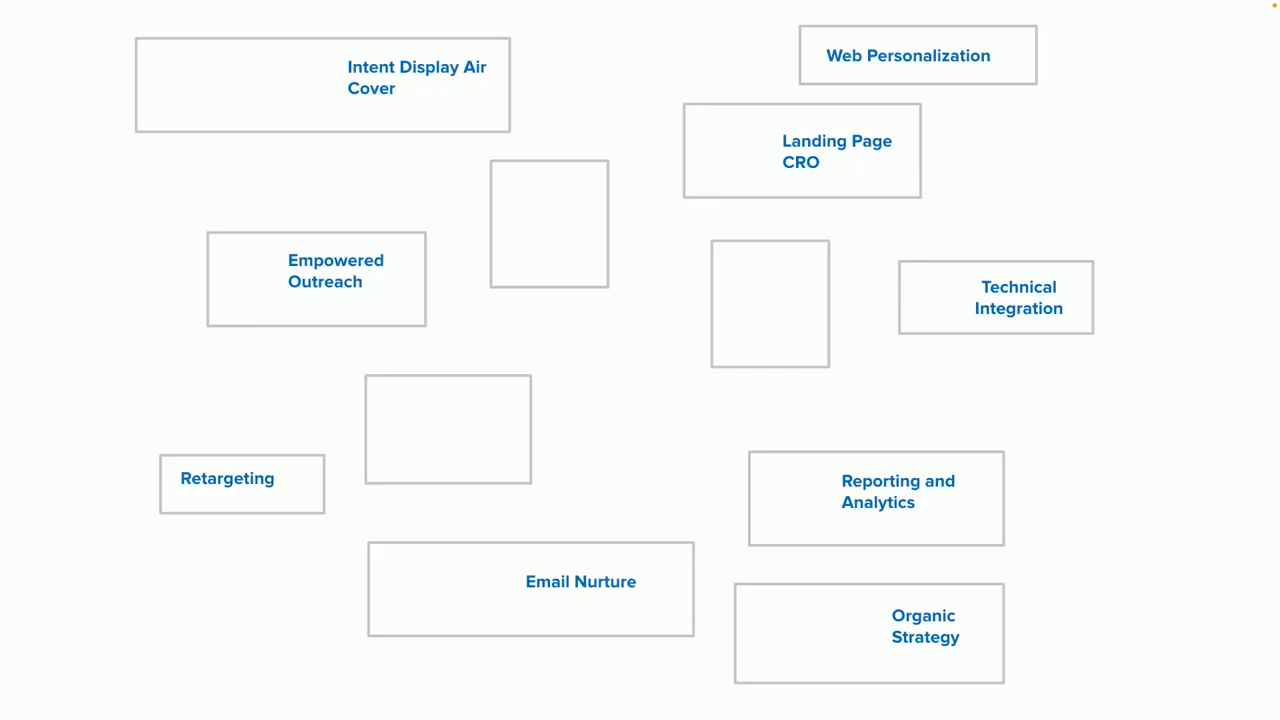 Intent Display Air
Cover
Web Personalization
Landing Page
CRO
Empowered
Outreach
Technical
Integration
Retargeting
Reporting and
Analytics
Email Nurture
Organic
Strategy